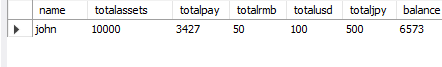 name totalassets totalpay totalrmb totalusd totaljpy balance
john 10000 3427 50 100 500 6573